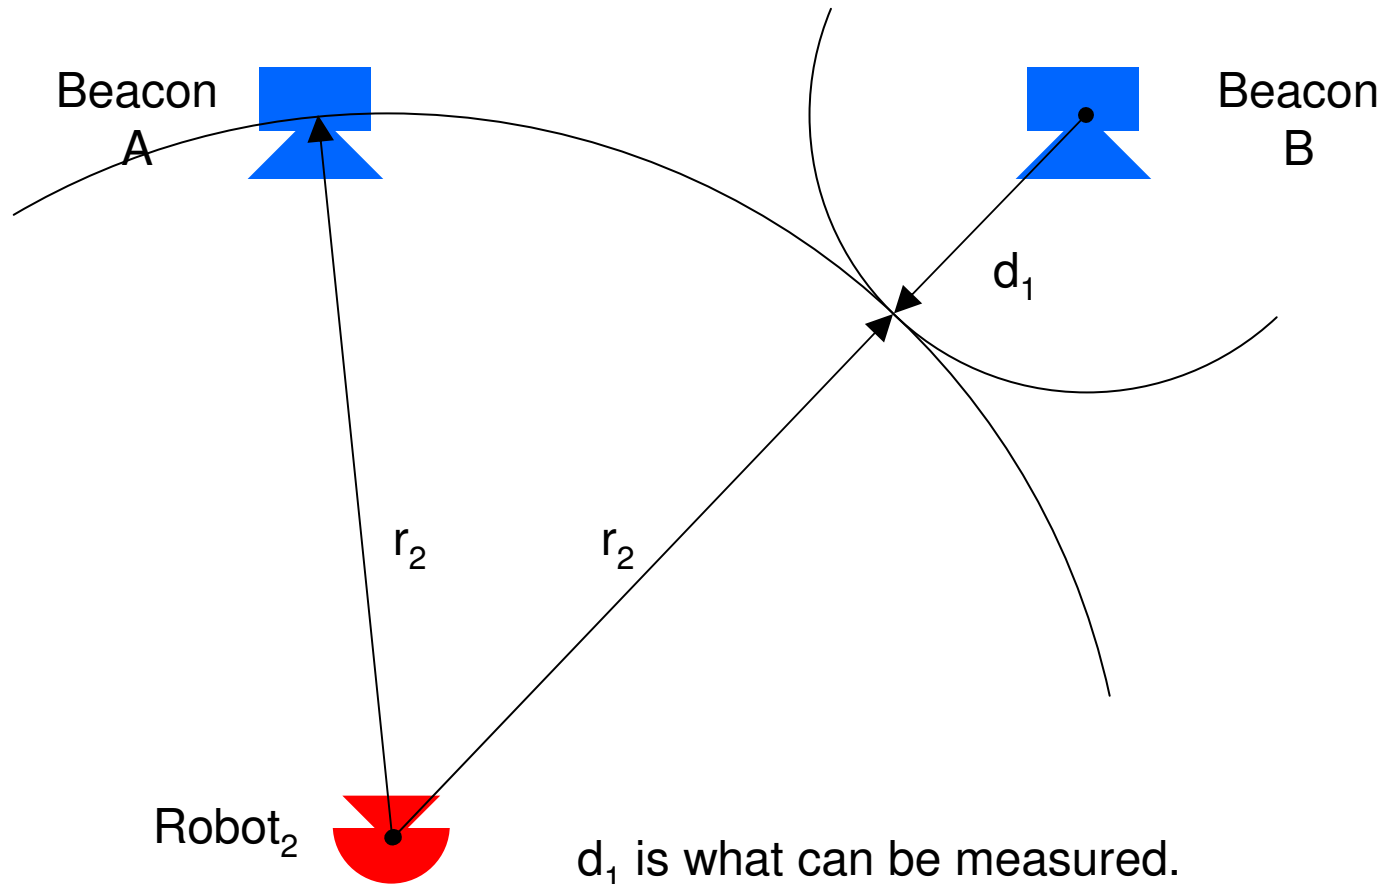 Beacon
A
Beacon
B
d₁
r₂
r₂
Robot₂
d₁ is what can be measured.